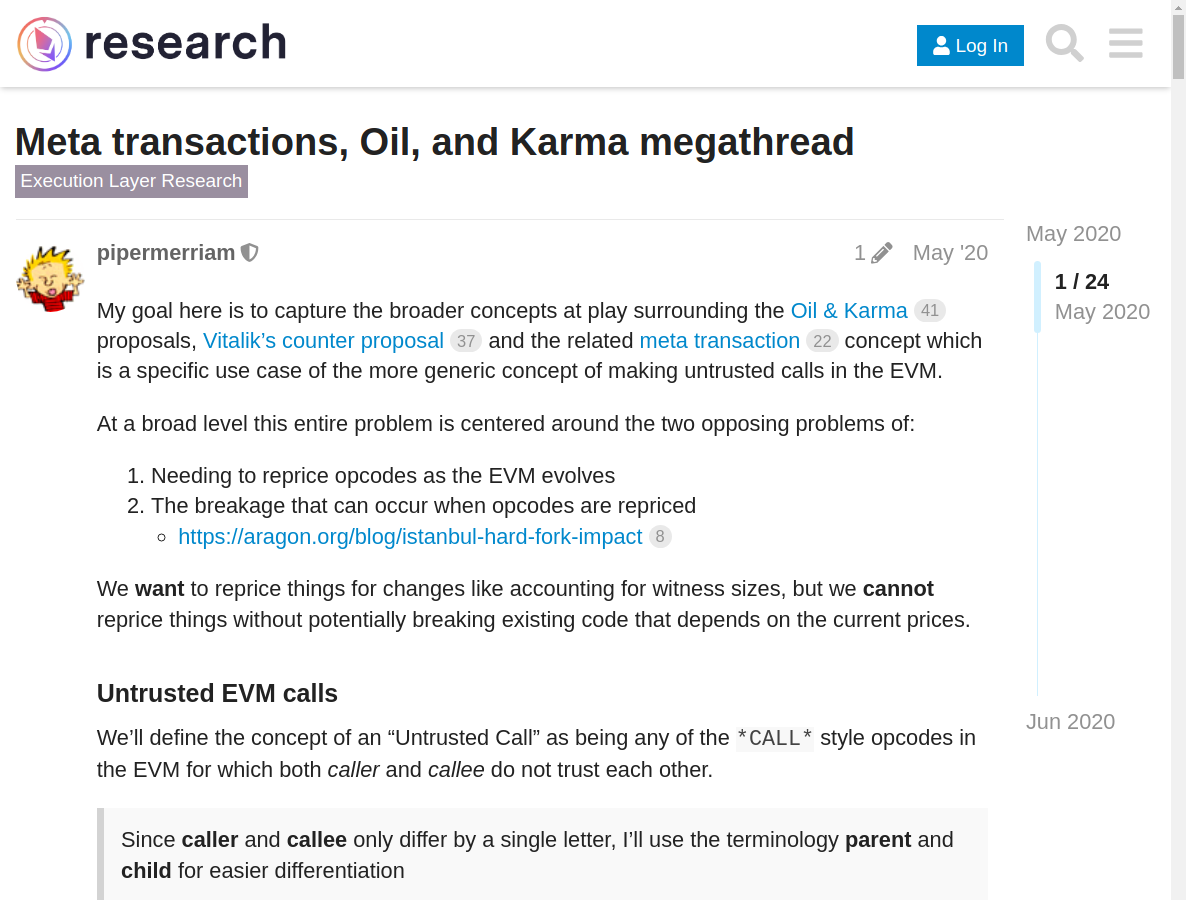 research
Log In
Meta transactions, Oil, and Karma megathread
Execution Layer Research
pipermerriam
1
May '20
My goal here is to capture the broader concepts at play surrounding the Oil & Karma 41
proposals, Vitalik’s counter proposal 37 and the related meta transaction 22 concept which
is a specific use case of the more generic concept of making untrusted calls in the EVM.
At a broad level this entire problem is centered around the two opposing problems of:
1. Needing to reprice opcodes as the EVM evolves
2. The breakage that can occur when opcodes are repriced
https://aragon.org/blog/istanbul-hard-fork-impact 8
We want to reprice things for changes like accounting for witness sizes, but we cannot
reprice things without potentially breaking existing code that depends on the current prices.
Untrusted EVM calls
We’ll define the concept of an “Untrusted Call” as being any of the *CALL* style opcodes in
the EVM for which both caller and callee do not trust each other.
Since caller and callee only differ by a single letter, I’ll use the terminology parent and
child for easier differentiation
May 2020
1 / 24
May 2020
Jun 2020